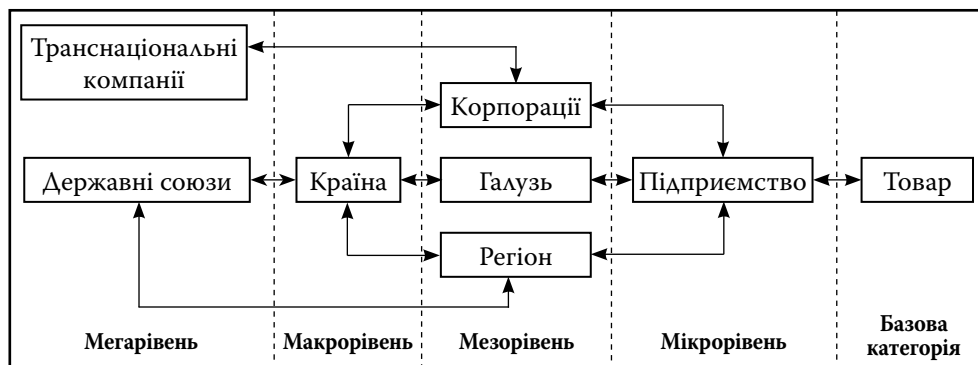 Транснаціональні
компанії
Корпорації
Державні союзи
Країна
Галузь
Підприємство
Товар
Регіон
Мегарівень
Макрорівень
Мезорівень
Мікрорівень
Базова
категорія